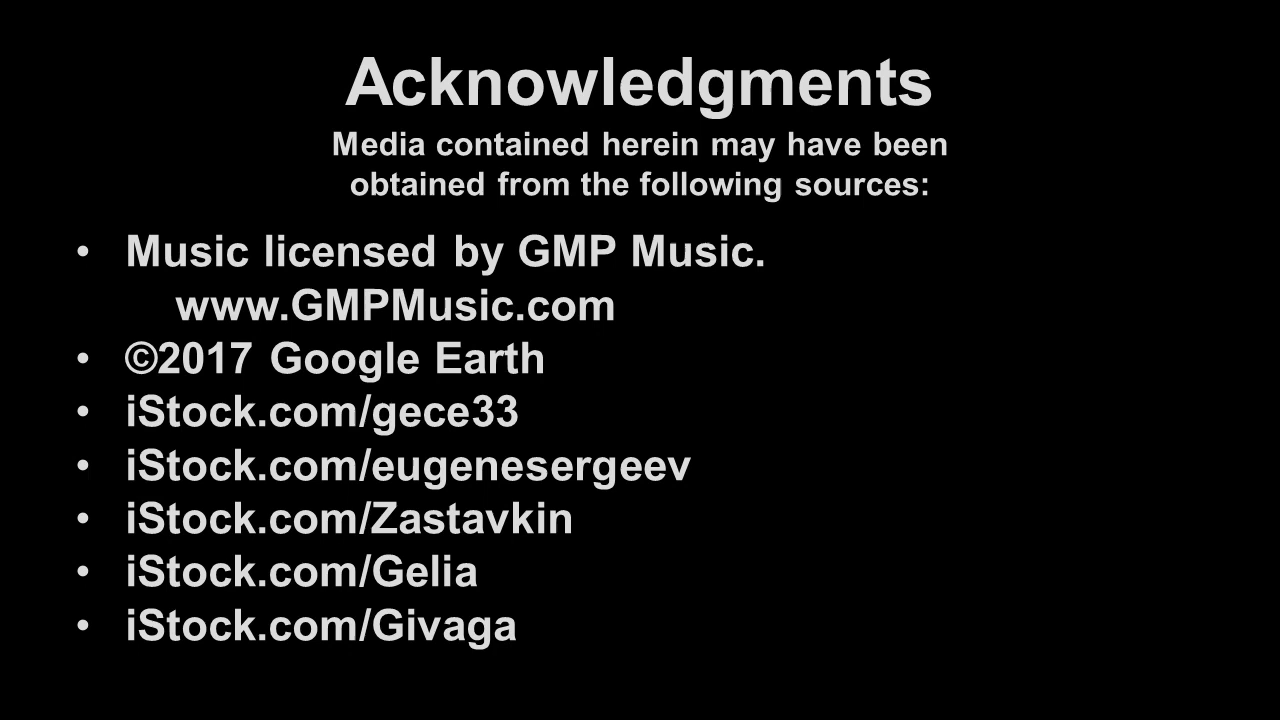 Acknowledgments
Media contained herein may have been
obtained from the following sources:
• Music licensed by GMP Music.
www.GMPMusic.com
• ©2017 Google Earth
• iStock.com/gece33
• iStock.com/eugenesergeev
• iStock.com/Zastavkin
• iStock.com/Gelia
• iStock.com/Givaga